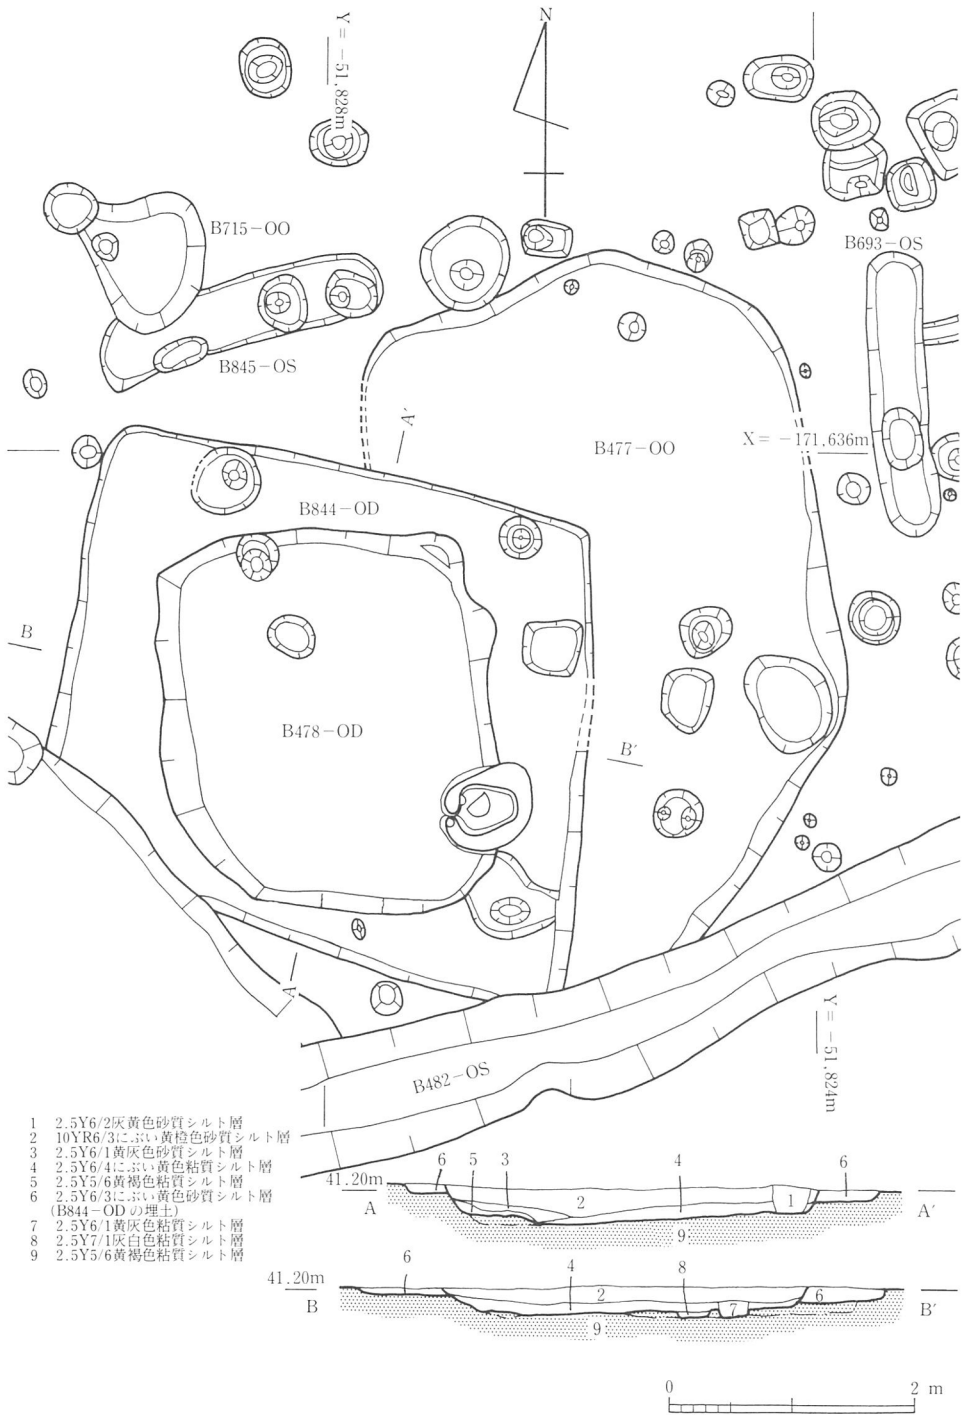 N
Y = -51,828m
B715-OO
B693-OS
B845-OS
A′
B477-OO
X = -171,636m
B844-OD
B
B478-OD
B′
A
B482-OS
Y = -51,824m
1 2.5Y6/2灰黄色砂質シルト層
2 10YR6/3にぶい黄橙色砂質シルト層
3 2.5Y6/1黄灰色砂質シルト層
4 2.5Y6/4にぶい黄色粘質シルト層
5 2.5Y5/6黄褐色粘質シルト層
6 2.5Y6/3にぶい黄色砂質シルト層
(B844-ODの埋土)
7 2.5Y6/1黄灰色粘質シルト層
8 2.5Y7/1灰白色粘質シルト層
9 2.5Y5/6黄褐色粘質シルト層
6 5 3 4 6
41.20m
A 2 1 A′
9
6 4 8
41.20m
B 2 6 B′
7
9
0 2 m